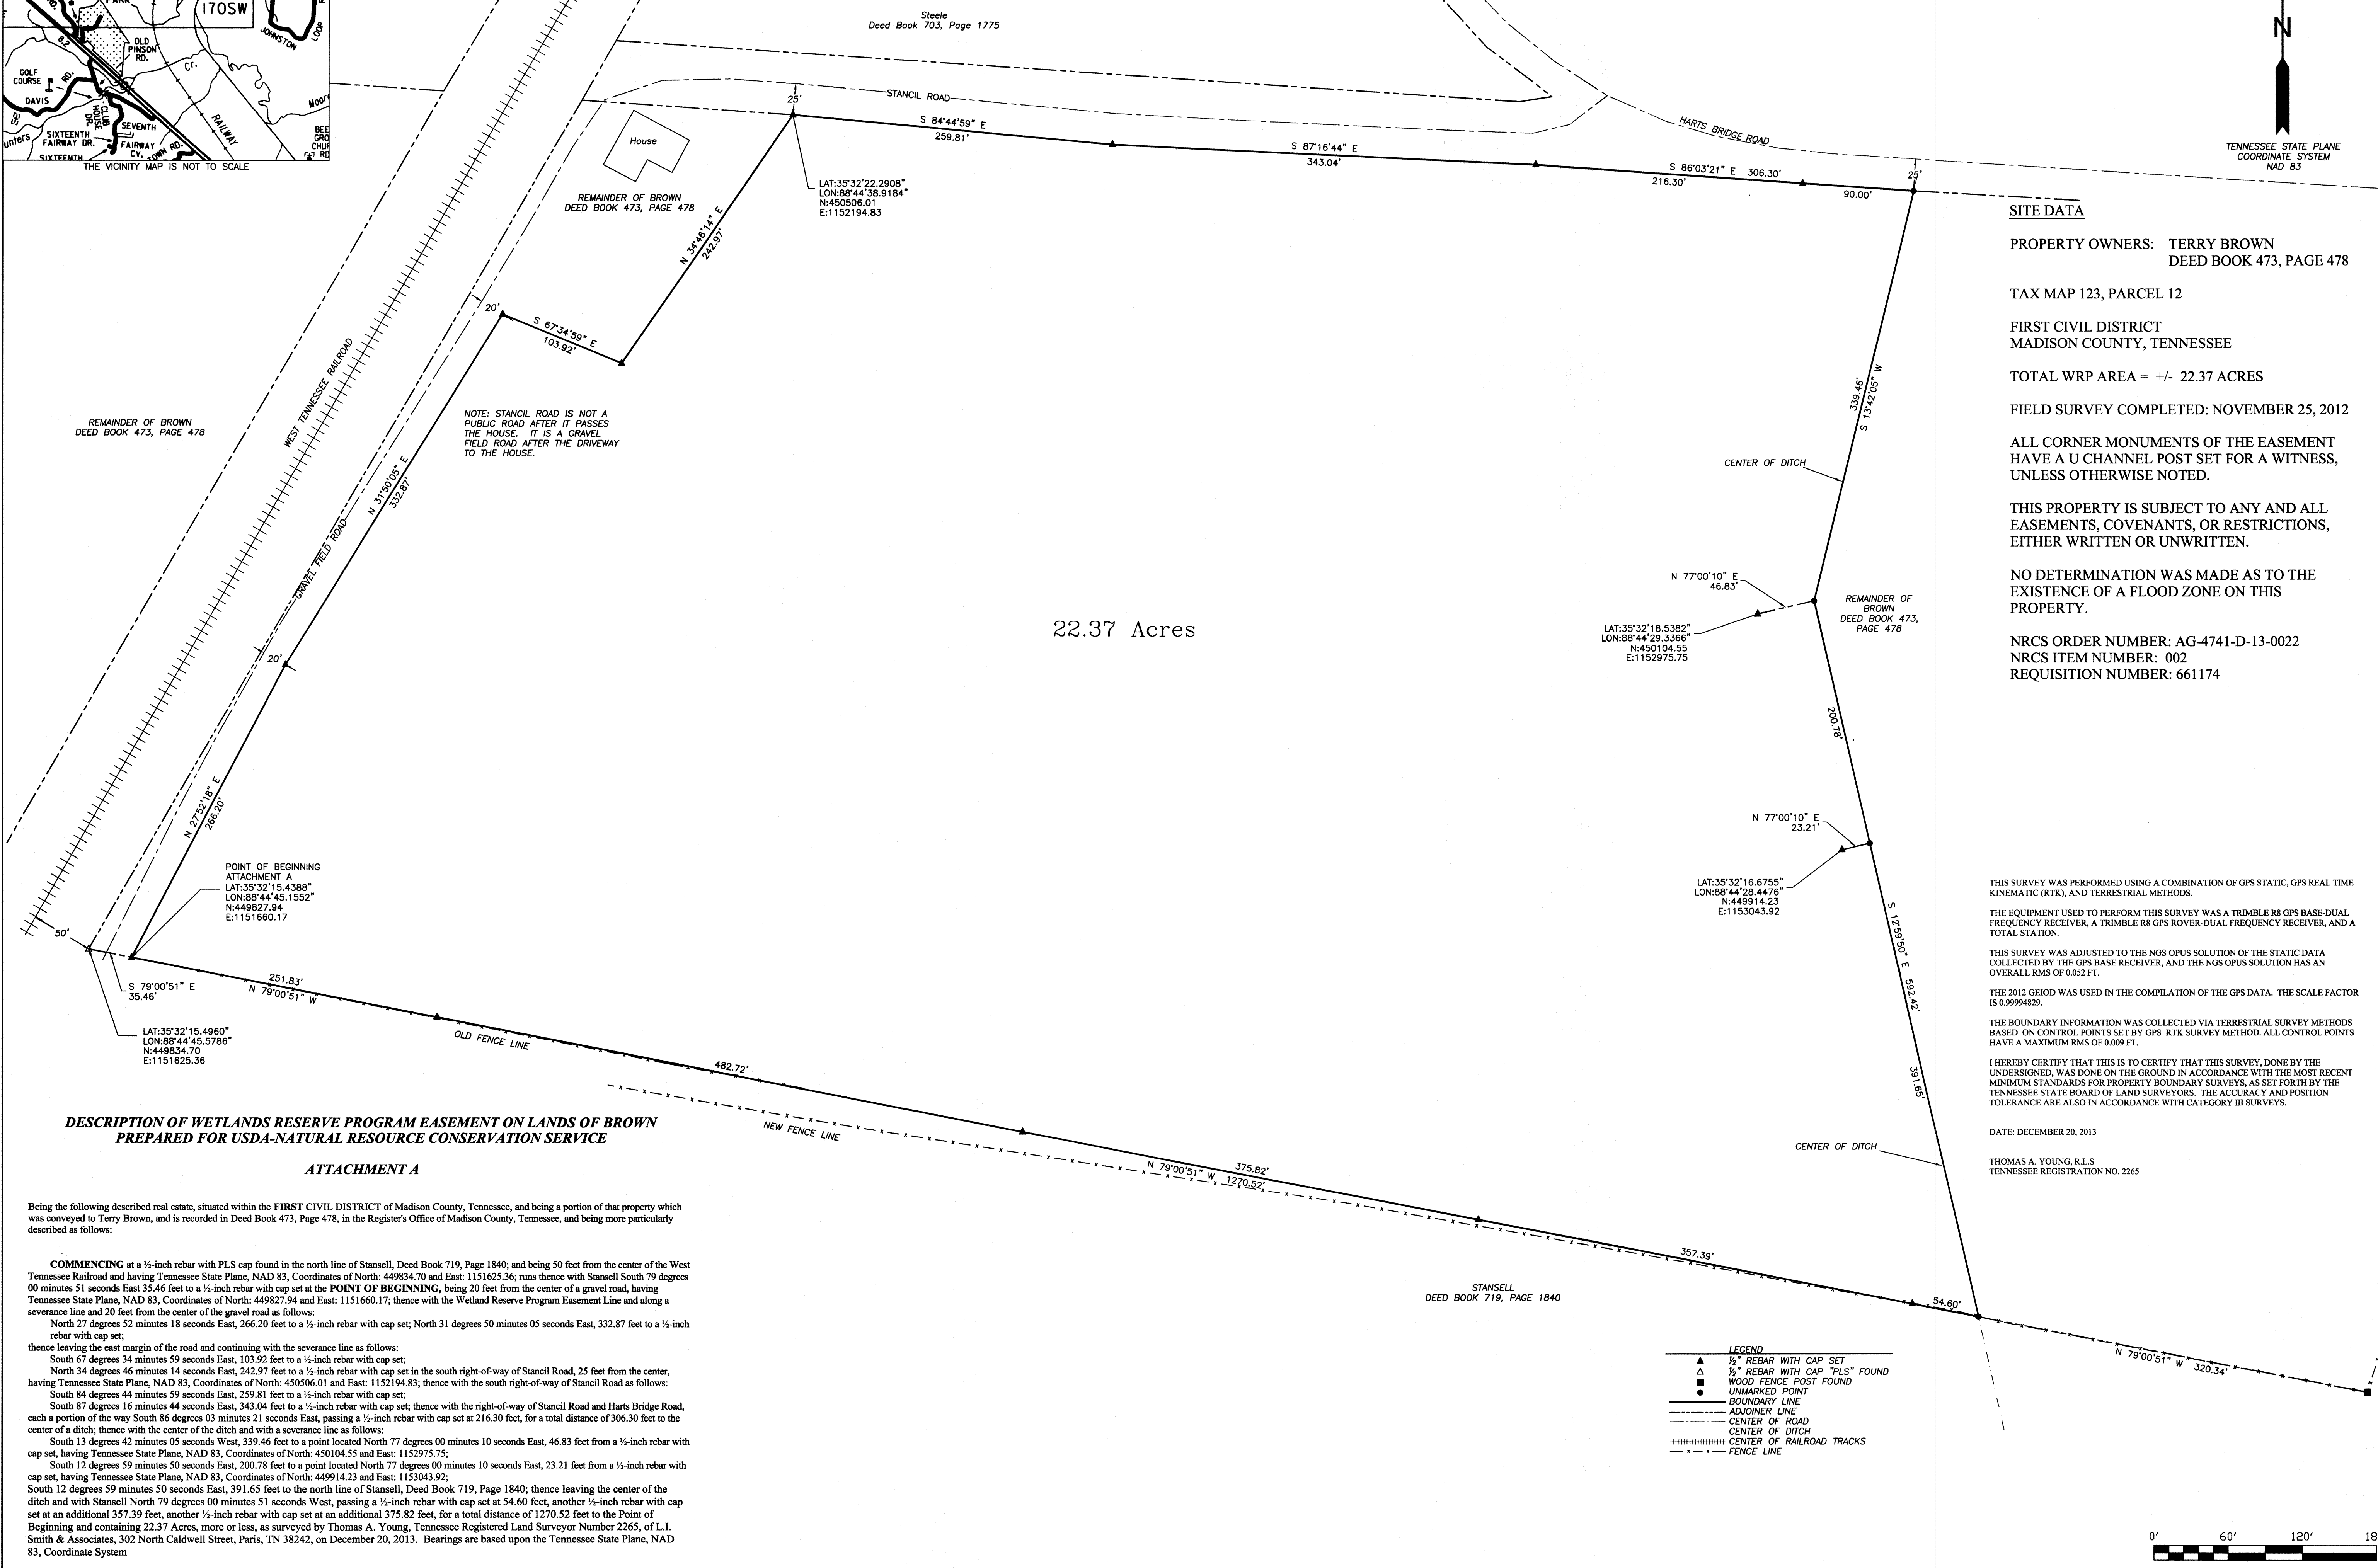 PARK
170SW
JOHNSTON
LOOP
8.2
OLD
PINSON
RD.
Cr.
GOLF
COURSE
RD.
DAVIS
CLUB
HOUSE
DR.
SEVENTH
SIXTEENTH
FAIRWAY DR.
FAIRWAY
CV.
TOWN RD.
RAILWAY
SIXTEENTH
THE VICINITY MAP IS NOT TO SCALE
Steele
Deed Book 703, Page 1775
N
TENNESSEE STATE PLANE
COORDINATE SYSTEM
NAD 83
STANCIL ROAD
HARTS BRIDGE ROAD
25'
S 84°44'59" E
259.81'
S 87°16'44" E
343.04'
S 86°03'21" E 306.30'
216.30'
90.00'
25'
House
REMAINDER OF BROWN
DEED BOOK 473, PAGE 478
LAT:35°32'22.2908"
LON:88°44'38.9184"
N:450506.01
E:1152194.83
N 34°46'14" E
242.97'
20'
S 67°34'59" E
103.92'
WEST TENNESSEE RAILROAD
REMAINDER OF BROWN
DEED BOOK 473, PAGE 478
NOTE: STANCIL ROAD IS NOT A
PUBLIC ROAD AFTER IT PASSES
THE HOUSE. IT IS A GRAVEL
FIELD ROAD AFTER THE DRIVEWAY
TO THE HOUSE.
N 31°50'05" E
332.87'
GRAVEL FIELD ROAD
20'
N 27°52'18" E
266.20'
22.37 Acres
339.46'
S 13°42'05" W
CENTER OF DITCH
N 77°00'10" E
46.83'
LAT:35°32'18.5382"
LON:88°44'29.3366"
N:450104.55
E:1152975.75
REMAINDER OF
BROWN
DEED BOOK 473,
PAGE 478
200.78'
N 77°00'10" E
23.21'
LAT:35°32'16.6755"
LON:88°44'28.4476"
N:449914.23
E:1153043.92
S 12°59'50" E 592.42'
391.65'
CENTER OF DITCH
POINT OF BEGINNING
ATTACHMENT A
LAT:35°32'15.4388"
LON:88°44'45.1552"
N:449827.94
E:1151660.17
50'
S 79°00'51" E
35.46'
LAT:35°32'15.4960"
LON:88°44'45.5786"
N:449834.70
E:1151625.36
251.83'
N 79°00'51" W
OLD FENCE LINE
482.72'
NEW FENCE LINE
375.82'
N 79°00'51" W 1270.52'
357.39'
54.60'
STANSELL
DEED BOOK 719, PAGE 1840
N 79°00'51" W 320.34'
SITE DATA
PROPERTY OWNERS: TERRY BROWN
DEED BOOK 473, PAGE 478
TAX MAP 123, PARCEL 12
FIRST CIVIL DISTRICT
MADISON COUNTY, TENNESSEE
TOTAL WRP AREA = +/- 22.37 ACRES
FIELD SURVEY COMPLETED: NOVEMBER 25, 2012
ALL CORNER MONUMENTS OF THE EASEMENT
HAVE A U CHANNEL POST SET FOR A WITNESS,
UNLESS OTHERWISE NOTED.
THIS PROPERTY IS SUBJECT TO ANY AND ALL
EASEMENTS, COVENANTS, OR RESTRICTIONS,
EITHER WRITTEN OR UNWRITTEN.
NO DETERMINATION WAS MADE AS TO THE
EXISTENCE OF A FLOOD ZONE ON THIS
PROPERTY.
NRCS ORDER NUMBER: AG-4741-D-13-0022
NRCS ITEM NUMBER: 002
REQUISITION NUMBER: 661174
THIS SURVEY WAS PERFORMED USING A COMBINATION OF GPS STATIC, GPS REAL TIME
KINEMATIC (RTK), AND TERRESTRIAL METHODS.
THE EQUIPMENT USED TO PERFORM THIS SURVEY WAS A TRIMBLE R8 GPS BASE-DUAL
FREQUENCY RECEIVER, A TRIMBLE R8 GPS ROVER-DUAL FREQUENCY RECEIVER, AND A
TOTAL STATION.
THIS SURVEY WAS ADJUSTED TO THE NGS OPUS SOLUTION OF THE STATIC DATA
COLLECTED BY THE GPS BASE RECEIVER, AND THE NGS OPUS SOLUTION HAS AN
OVERALL RMS OF 0.052 FT.
THE 2012 GEIOD WAS USED IN THE COMPILATION OF THE GPS DATA. THE SCALE FACTOR
IS 0.99994829.
THE BOUNDARY INFORMATION WAS COLLECTED VIA TERRESTRIAL SURVEY METHODS
BASED ON CONTROL POINTS SET BY GPS RTK SURVEY METHOD. ALL CONTROL POINTS
HAVE A MAXIMUM RMS OF 0.009 FT.
I HEREBY CERTIFY THAT THIS IS TO CERTIFY THAT THIS SURVEY, DONE BY THE
UNDERSIGNED, WAS DONE ON THE GROUND IN ACCORDANCE WITH THE MOST RECENT
MINIMUM STANDARDS FOR PROPERTY BOUNDARY SURVEYS, AS SET FORTH BY THE
TENNESSEE STATE BOARD OF LAND SURVEYORS. THE ACCURACY AND POSITION
TOLERANCE ARE ALSO IN ACCORDANCE WITH CATEGORY III SURVEYS.
DATE: DECEMBER 20, 2013
THOMAS A. YOUNG, R.L.S
TENNESSEE REGISTRATION NO. 2265
DESCRIPTION OF WETLANDS RESERVE PROGRAM EASEMENT ON LANDS OF BROWN
PREPARED FOR USDA-NATURAL RESOURCE CONSERVATION SERVICE
ATTACHMENT A
Being the following described real estate, situated within the FIRST CIVIL DISTRICT of Madison County, Tennessee, and being a portion of that property which
was conveyed to Terry Brown, and is recorded in Deed Book 473, Page 478, in the Register's Office of Madison County, Tennessee, and being more particularly
described as follows:
COMMENCING at a ½-inch rebar with PLS cap found in the north line of Stansell, Deed Book 719, Page 1840; and being 50 feet from the center of the West
Tennessee Railroad and having Tennessee State Plane, NAD 83, Coordinates of North: 449834.70 and East: 1151625.36; runs thence with Stansell South 79 degrees
00 minutes 51 seconds East 35.46 feet to a ½-inch rebar with cap set at the POINT OF BEGINNING, being 20 feet from the center of a gravel road, having
Tennessee State Plane, NAD 83, Coordinates of North: 449827.94 and East: 1151660.17; thence with the Wetland Reserve Program Easement Line and along a
severance line and 20 feet from the center of the gravel road as follows:
North 27 degrees 52 minutes 18 seconds East, 266.20 feet to a ½-inch rebar with cap set; North 31 degrees 50 minutes 05 seconds East, 332.87 feet to a ½-inch
rebar with cap set;
thence leaving the east margin of the road and continuing with the severance line as follows:
South 67 degrees 34 minutes 59 seconds East, 103.92 feet to a ½-inch rebar with cap set;
North 34 degrees 46 minutes 14 seconds East, 242.97 feet to a ½-inch rebar with cap set in the south right-of-way of Stancil Road, 25 feet from the center,
having Tennessee State Plane, NAD 83, Coordinates of North: 450506.01 and East: 1152194.83; thence with the south right-of-way of Stancil Road as follows:
South 84 degrees 44 minutes 59 seconds East, 259.81 feet to a ½-inch rebar with cap set;
South 87 degrees 16 minutes 44 seconds East, 343.04 feet to a ½-inch rebar with cap set; thence with the right-of-way of Stancil Road and Harts Bridge Road,
each a portion of the way South 86 degrees 03 minutes 21 seconds East, passing a ½-inch rebar with cap set at 216.30 feet, for a total distance of 306.30 feet to the
center of a ditch; thence with the center of the ditch and with a severance line as follows:
South 13 degrees 42 minutes 05 seconds West, 339.46 feet to a point located North 77 degrees 00 minutes 10 seconds East, 46.83 feet from a ½-inch rebar with
cap set, having Tennessee State Plane, NAD 83, Coordinates of North: 450104.55 and East: 1152975.75;
South 12 degrees 59 minutes 50 seconds East, 200.78 feet to a point located North 77 degrees 00 minutes 10 seconds East, 23.21 feet from a ½-inch rebar with
cap set, having Tennessee State Plane, NAD 83, Coordinates of North: 449914.23 and East: 1153043.92;
South 12 degrees 59 minutes 50 seconds East, 391.65 feet to the north line of Stansell, Deed Book 719, Page 1840; thence leaving the center of the
ditch and with Stansell North 79 degrees 00 minutes 51 seconds West, passing a ½-inch rebar with cap set at 54.60 feet, another ½-inch rebar with cap
set at an additional 357.39 feet, another ½-inch rebar with cap set at an additional 375.82 feet, for a total distance of 1270.52 feet to the Point of
Beginning and containing 22.37 Acres, more or less, as surveyed by Thomas A. Young, Tennessee Registered Land Surveyor Number 2265, of L.I.
Smith & Associates, 302 North Caldwell Street, Paris, TN 38242, on December 20, 2013. Bearings are based upon the Tennessee State Plane, NAD
83, Coordinate System
LEGEND
½" REBAR WITH CAP SET
½" REBAR WITH CAP "PLS" FOUND
WOOD FENCE POST FOUND
UNMARKED POINT
BOUNDARY LINE
ADJOINER LINE
CENTER OF ROAD
CENTER OF DITCH
CENTER OF RAILROAD TRACKS
FENCE LINE
0' 60' 120' 18